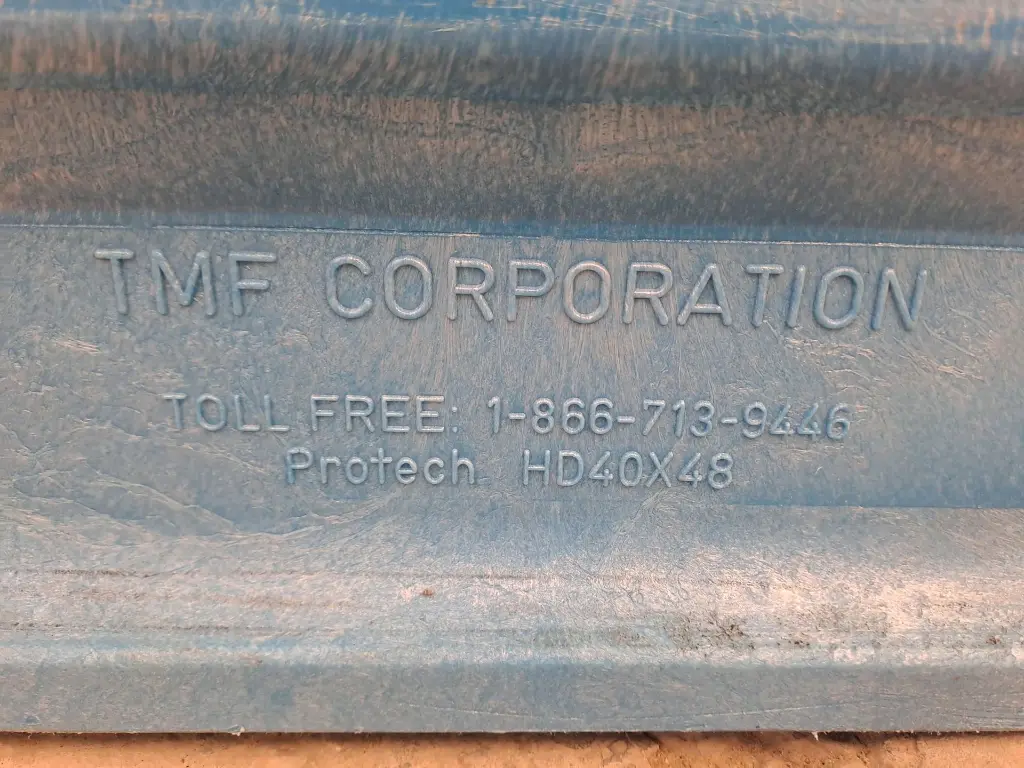 TMF CORPORATION
TOLL FREE: 1-866-713-9446
Protech HD40X48